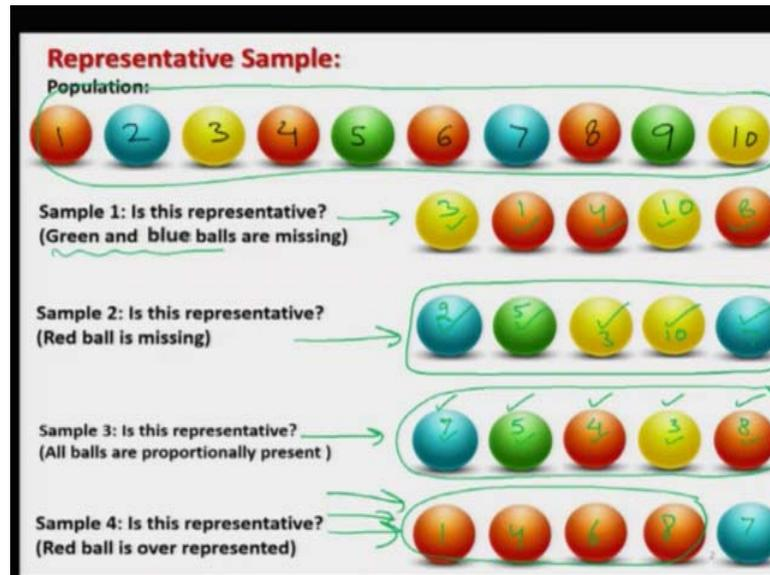 Representative Sample:
Population:
1 2 3 4 5 6 7 8 9 10
Sample 1: Is this representative?
(Green and blue balls are missing)
3 1 4 10 8
Sample 2: Is this representative?
(Red ball is missing)
2 5 3 10
Sample 3: Is this representative?
(All balls are proportionally present )
7 5 4 3 8
Sample 4: Is this representative?
(Red ball is over represented)
1 4 6 8 7